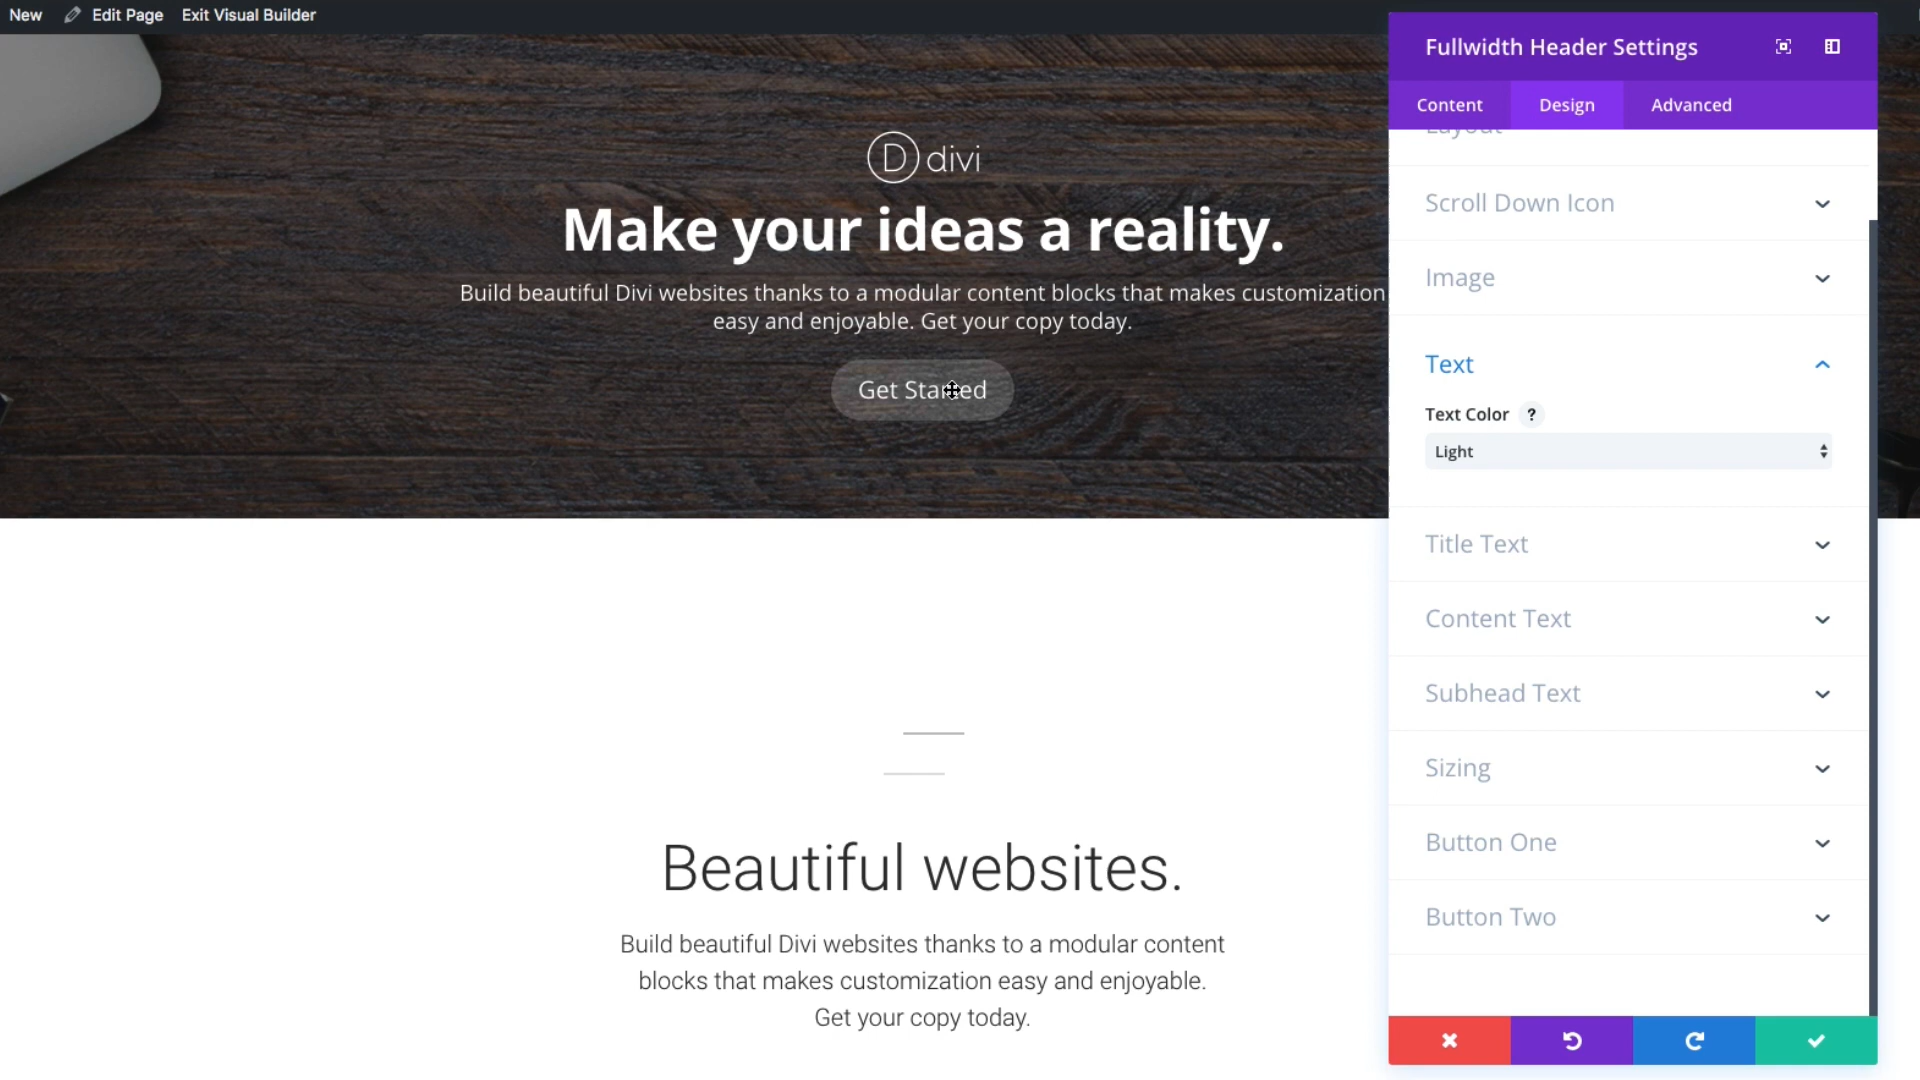 New Edit Page Exit Visual Builder
D divi
Make your ideas a reality.
Build beautiful Divi websites thanks to a modular content blocks that makes customization
easy and enjoyable. Get your copy today.
Get Started
Beautiful websites.
Build beautiful Divi websites thanks to a modular content
blocks that makes customization easy and enjoyable.
Get your copy today.
Fullwidth Header Settings
Content Design Advanced
Layout
Scroll Down Icon
Image
Text
Text Color ?
Light
Title Text
Content Text
Subhead Text
Sizing
Button One
Button Two